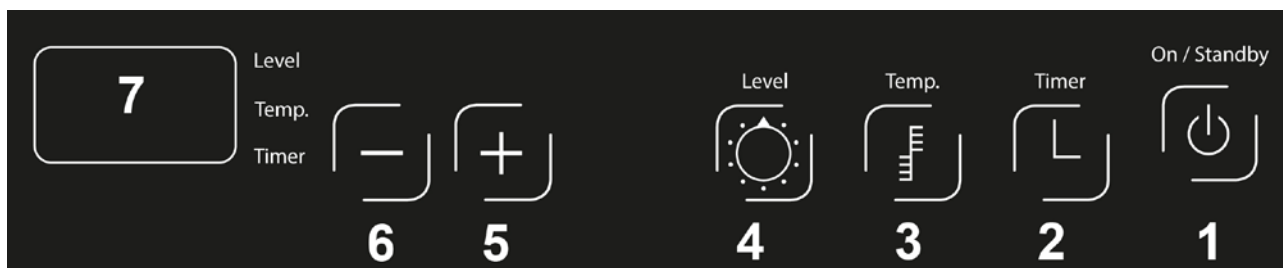 7
Level
Temp.
Timer
Level
Temp.
Timer
On / Standby
6 5 4 3 2 1